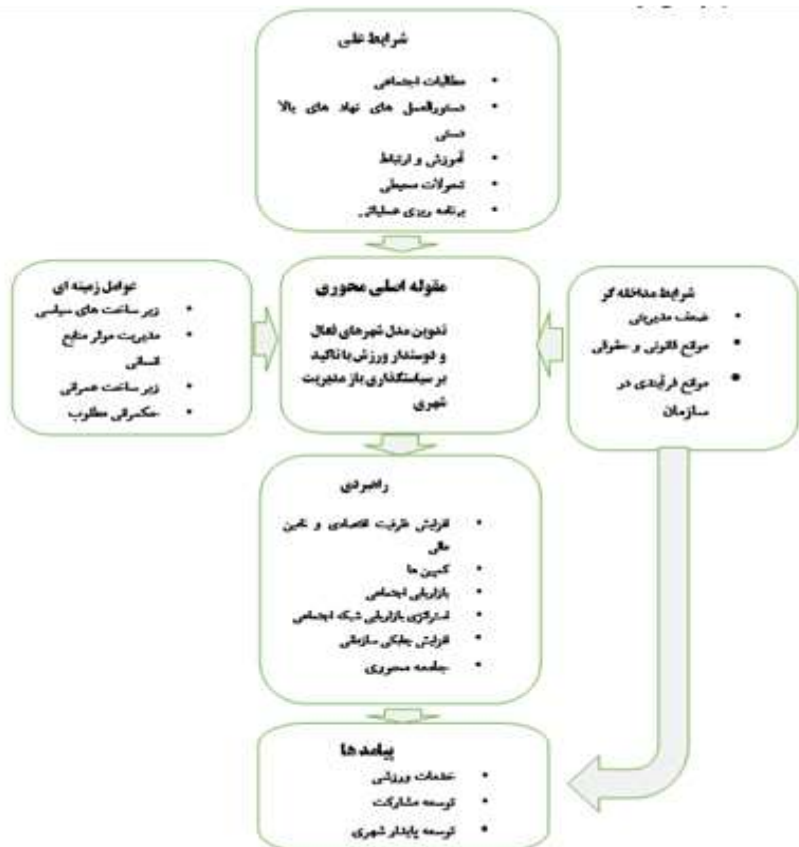 شرایط علی
مطالبات اجتماعی
دستورالعمل های نهاد های بالا
دستی
آموزش و ارتباط
تحولات محیطی
برنامه ریزی عملیاتی
عوامل زمینه ای
زیر ساخت های سیاسی
مدیریت موثر منابع
انسانی
زیر ساخت عمرانی
حکمرانی مطلوب
مقوله اصلی محوری
تدوین مدل شهرهای فعال
و دوستدار ورزش با تاکید
بر سیاستگذاری باز مدیریت
شهری
شرایط مداخله گر
ضعف مدیریتی
موانع قانونی و حقوقی
موانع فرآیندی در
سازمان
راهبردی
افزایش ظرفیت اقتصادی و تامین
مالی
کمپین ها
بازاریابی اجتماعی
استراتژی بازاریابی شبکه اجتماعی
افزایش چابکی سازمانی
جامعه محوری
پیامد ها
خدمات ورزشی
توسعه مشارکت
توسعه پایدار شهری